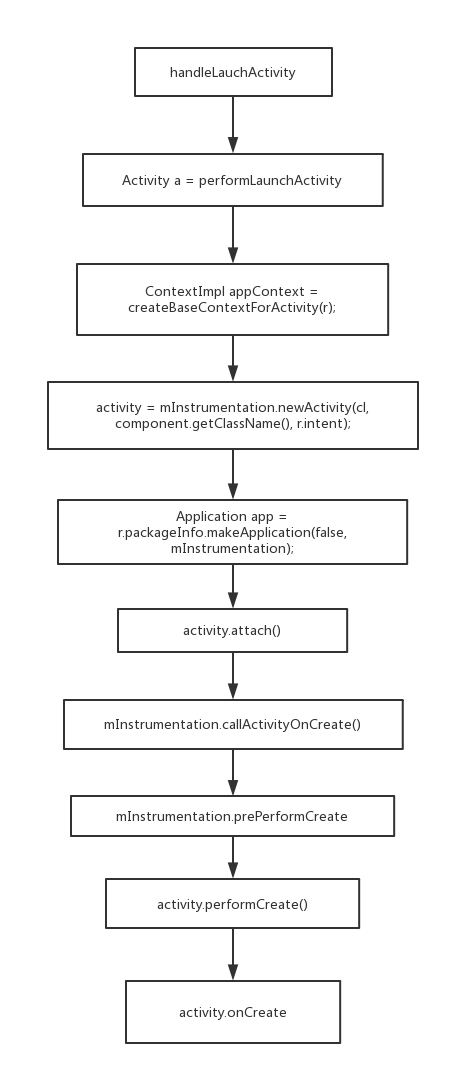 handleLauchActivity
Activity a = performLaunchActivity
ContextImpl appContext =
createBaseContextForActivity(r);
activity = mInstrumentation.newActivity(cl,
component.getClassName(), r.intent);
Application app =
r.packageInfo.makeApplication(false,
mInstrumentation);
activity.attach()
mInstrumentation.callActivityOnCreate()
mInstrumentation.prePerformCreate
activity.performCreate()
activity.onCreate